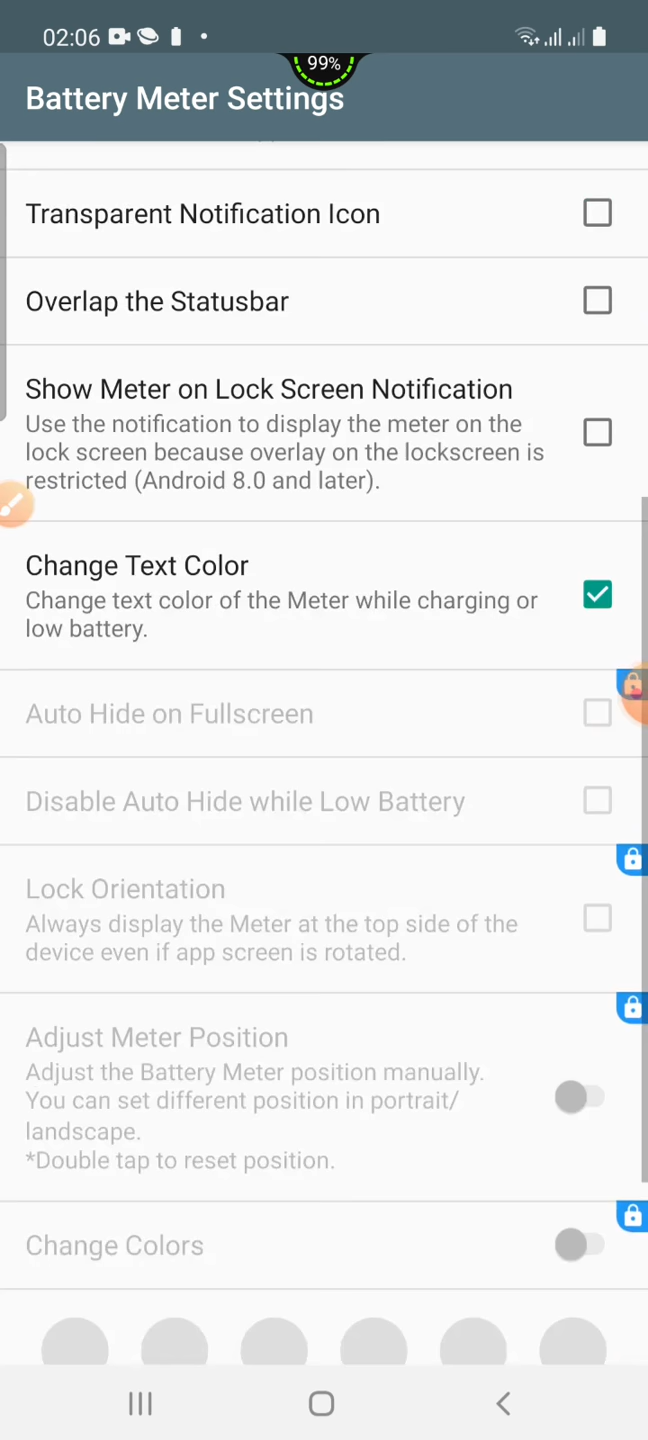 02:06
99%
Battery Meter Settings
Transparent Notification Icon
Overlap the Statusbar
Show Meter on Lock Screen Notification
Use the notification to display the meter on the
lock screen because overlay on the lockscreen is
restricted (Android 8.0 and later).
Change Text Color
Change text color of the Meter while charging or
low battery.
Auto Hide on Fullscreen
Disable Auto Hide while Low Battery
Lock Orientation
Always display the Meter at the top side of the
device even if app screen is rotated.
Adjust Meter Position
Adjust the Battery Meter position manually.
You can set different position in portrait/
landscape.
*Double tap to reset position.
Change Colors